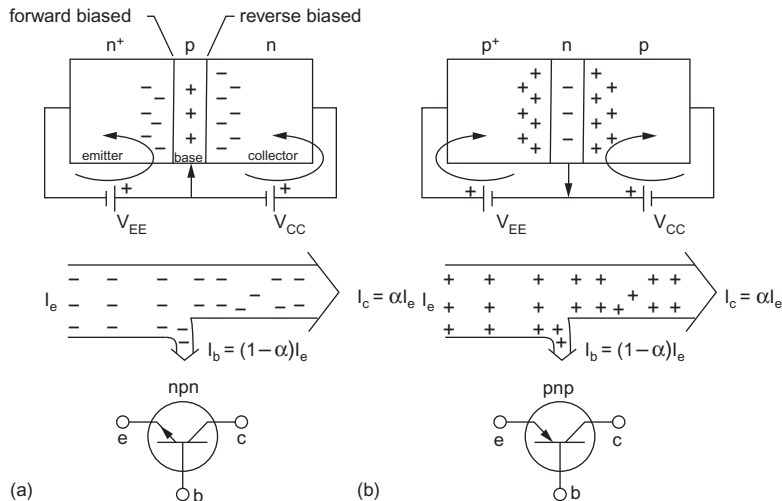 forward biased
reverse biased
n⁺ p n
p⁺ n p
emitter base collector
V_EE V_CC
V_EE V_CC
I_e
I_c = αI_e
I_e
I_c = αI_e
I_b = (1−α)I_e
I_b = (1−α)I_e
npn
pnp
e c
e c
(a) b
(b) b